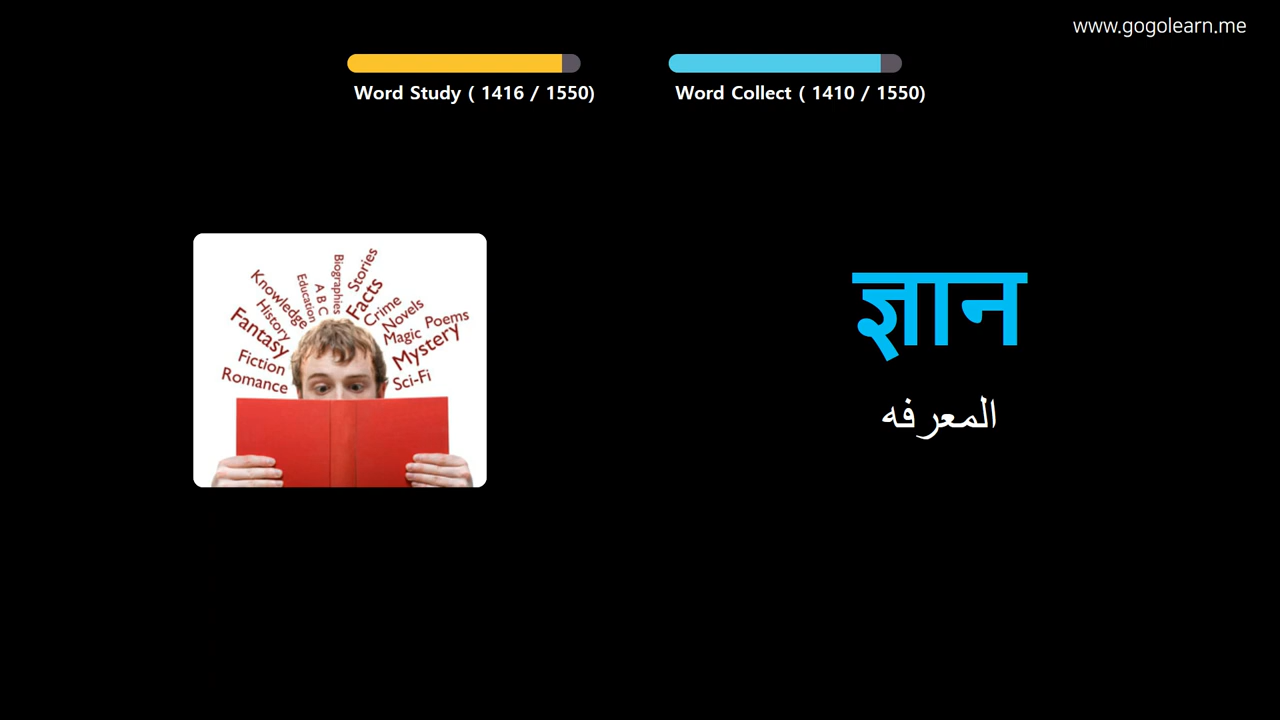 www.gogolearn.me
Word Study ( 1416 / 1550)
Word Collect ( 1410 / 1550)
Knowledge
History
Fantasy
Fiction
Romance
Education
A B C
Biographies
Stories
Facts
Crime
Novels
Magic
Poems
Mystery
Sci-Fi
ज्ञान
المعرفه